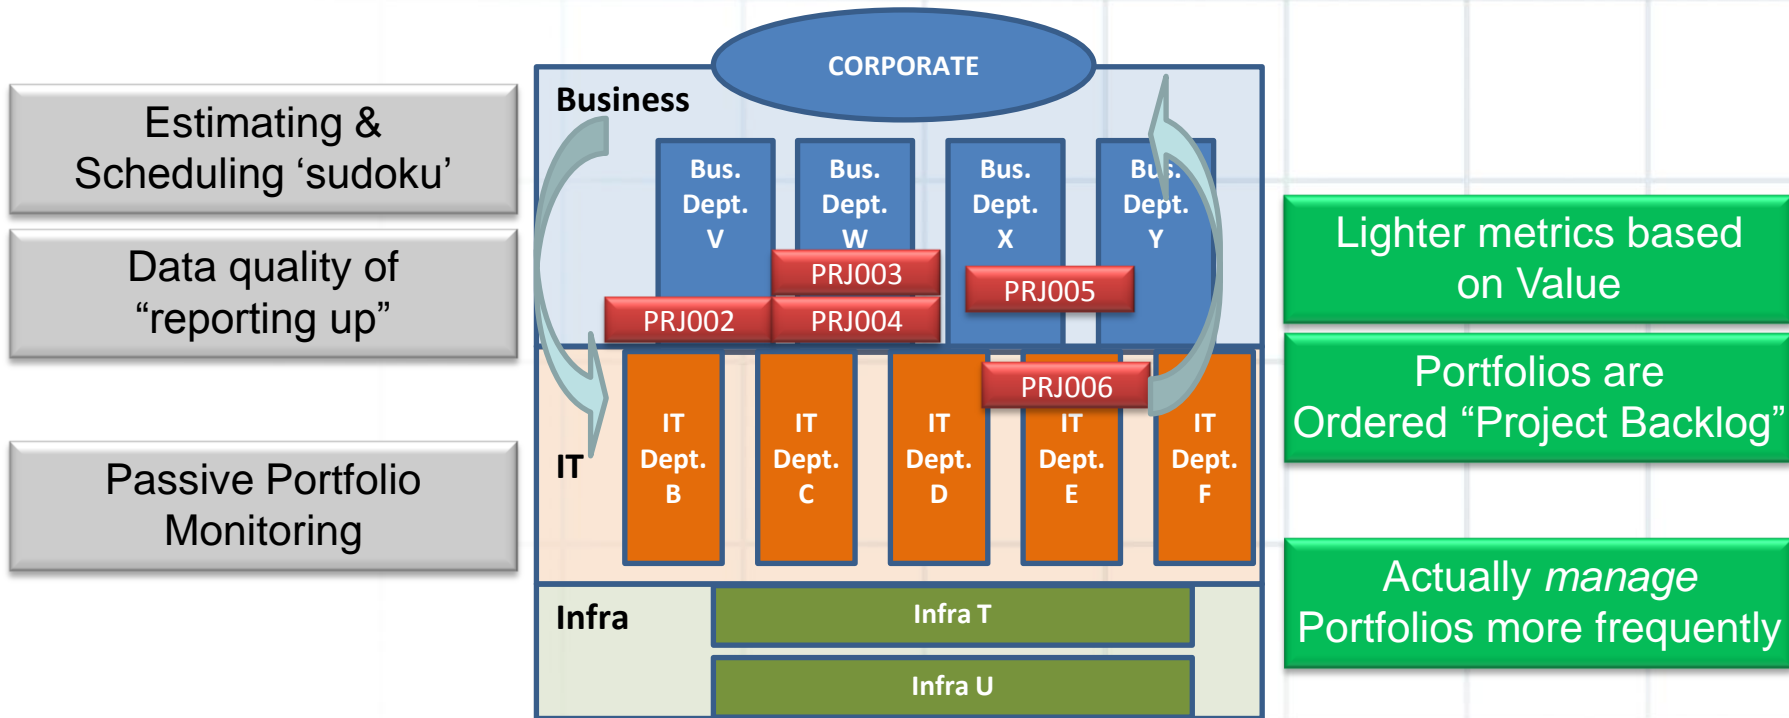 Estimating &
Scheduling ‘sudoku’
Data quality of
“reporting up”
Passive Portfolio
Monitoring
CORPORATE
Business
Bus.
Dept.
V
Bus.
Dept.
W
Bus.
Dept.
X
Bus.
Dept.
Y
PRJ003
PRJ005
PRJ002
PRJ004
PRJ006
IT
IT
Dept.
B
IT
Dept.
C
IT
Dept.
D
IT
Dept.
E
IT
Dept.
F
Infra
Infra T
Infra U
Lighter metrics based
on Value
Portfolios are
Ordered “Project Backlog”
Actually manage
Portfolios more frequently